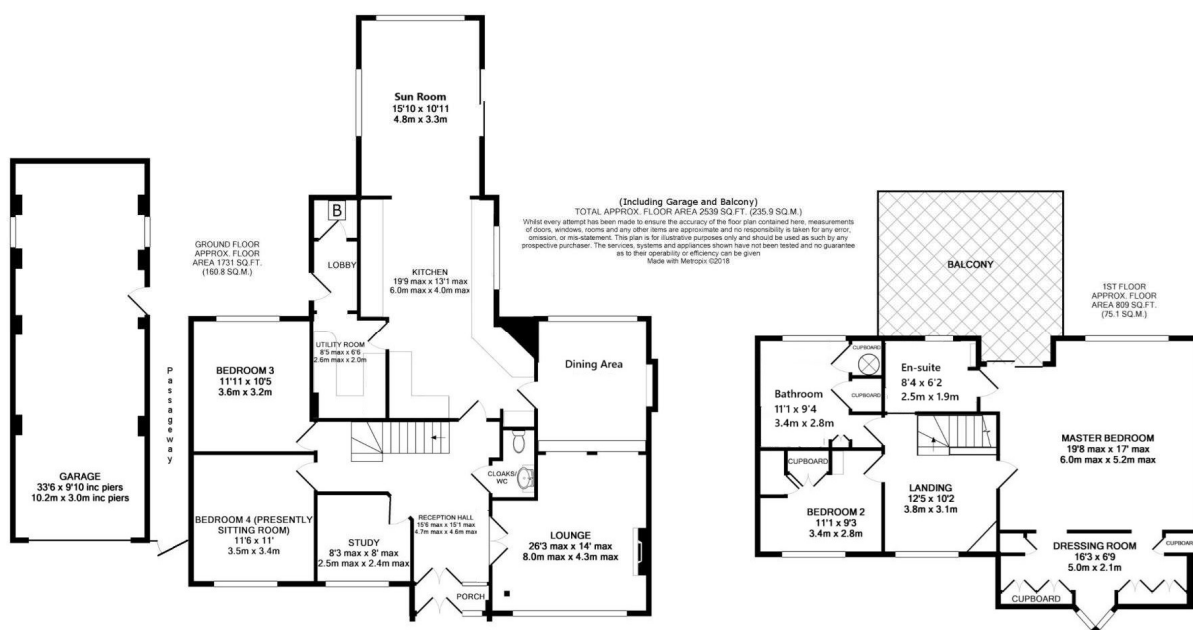 Sun Room
15'10 x 10'11
4.8m x 3.3m
(Including Garage and Balcony)
TOTAL APPROX. FLOOR AREA 2539 SQ.FT. (235.9 SQ.M.)
Whilst every attempt has been made to ensure the accuracy of the floor plan contained here, measurements
of doors, windows, rooms and any other items are approximate and no responsibility is taken for any error,
omission, or mis-statement. This plan is for illustrative purposes only and should be used as such by any
prospective purchaser. The services, systems and appliances shown have not been tested and no guarantee
as to their operability or efficiency can be given
Made with Metropix ©2018
GROUND FLOOR
APPROX. FLOOR
AREA 1731 SQ.FT.
(160.8 SQ.M.)
B
LOBBY
KITCHEN
19'9 max x 13'1 max
6.0m max x 4.0m max
UTILITY ROOM
8'5 max x 6'6
2.6m max x 2.0m
BEDROOM 3
11'11 x 10'5
3.6m x 3.2m
Dining Area
Passageway
GARAGE
33'6 x 9'10 inc piers
10.2m x 3.0m inc piers
CLOAKS/
WC
BEDROOM 4 (PRESENTLY
SITTING ROOM)
11'6 x 11'
3.5m x 3.4m
STUDY
8'3 max x 8' max
2.5m max x 2.4m max
RECEPTION HALL
15'6 max x 15'1 max
4.7m max x 4.6m max
LOUNGE
26'3 max x 14' max
8.0m max x 4.3m max
PORCH
BALCONY
1ST FLOOR
APPROX. FLOOR
AREA 809 SQ.FT.
(75.1 SQ.M.)
CUPBOARD
En-suite
8'4 x 6'2
2.5m x 1.9m
Bathroom
11'1 x 9'4
3.4m x 2.8m
CUPBOARD
MASTER BEDROOM
19'8 max x 17' max
6.0m max x 5.2m max
CUPBOARD
LANDING
12'5 x 10'2
3.8m x 3.1m
BEDROOM 2
11'1 x 9'3
3.4m x 2.8m
DRESSING ROOM
16'3 x 6'9
5.0m x 2.1m
CUPBOARD
CUPBOARD